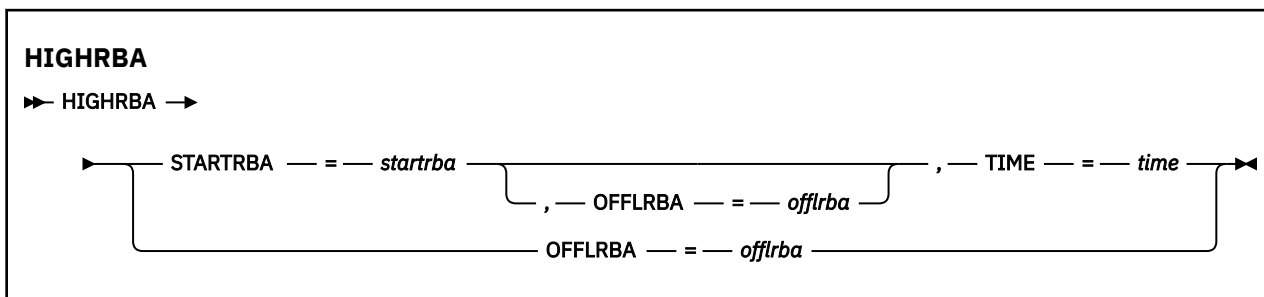 HIGHRBA
HIGHRBA
STARTRBA = startrba , TIME = time
, OFFLRBA = offlrba
OFFLRBA = offlrba